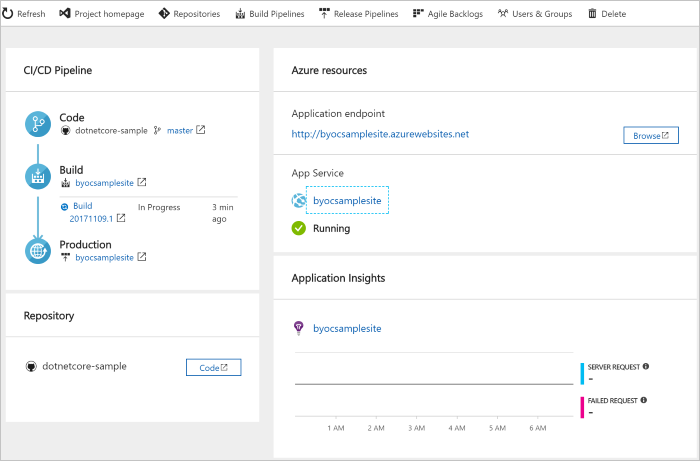 Refresh Project homepage Repositories Build Pipelines Release Pipelines Agile Backlogs Users & Groups Delete
CI/CD Pipeline
Code
dotnetcore-sample master
Build
byocsamplesite
Build 20171109.1 In Progress 3 min ago
Production
byocsamplesite
Repository
dotnetcore-sample Code
Azure resources
Application endpoint
http://byocsamplesite.azurewebsites.net Browse
App Service
byocsamplesite
Running
Application Insights
byocsamplesite
SERVER REQUEST
--
FAILED REQUEST
--
1 AM 2 AM 3 AM 4 AM 5 AM 6 AM